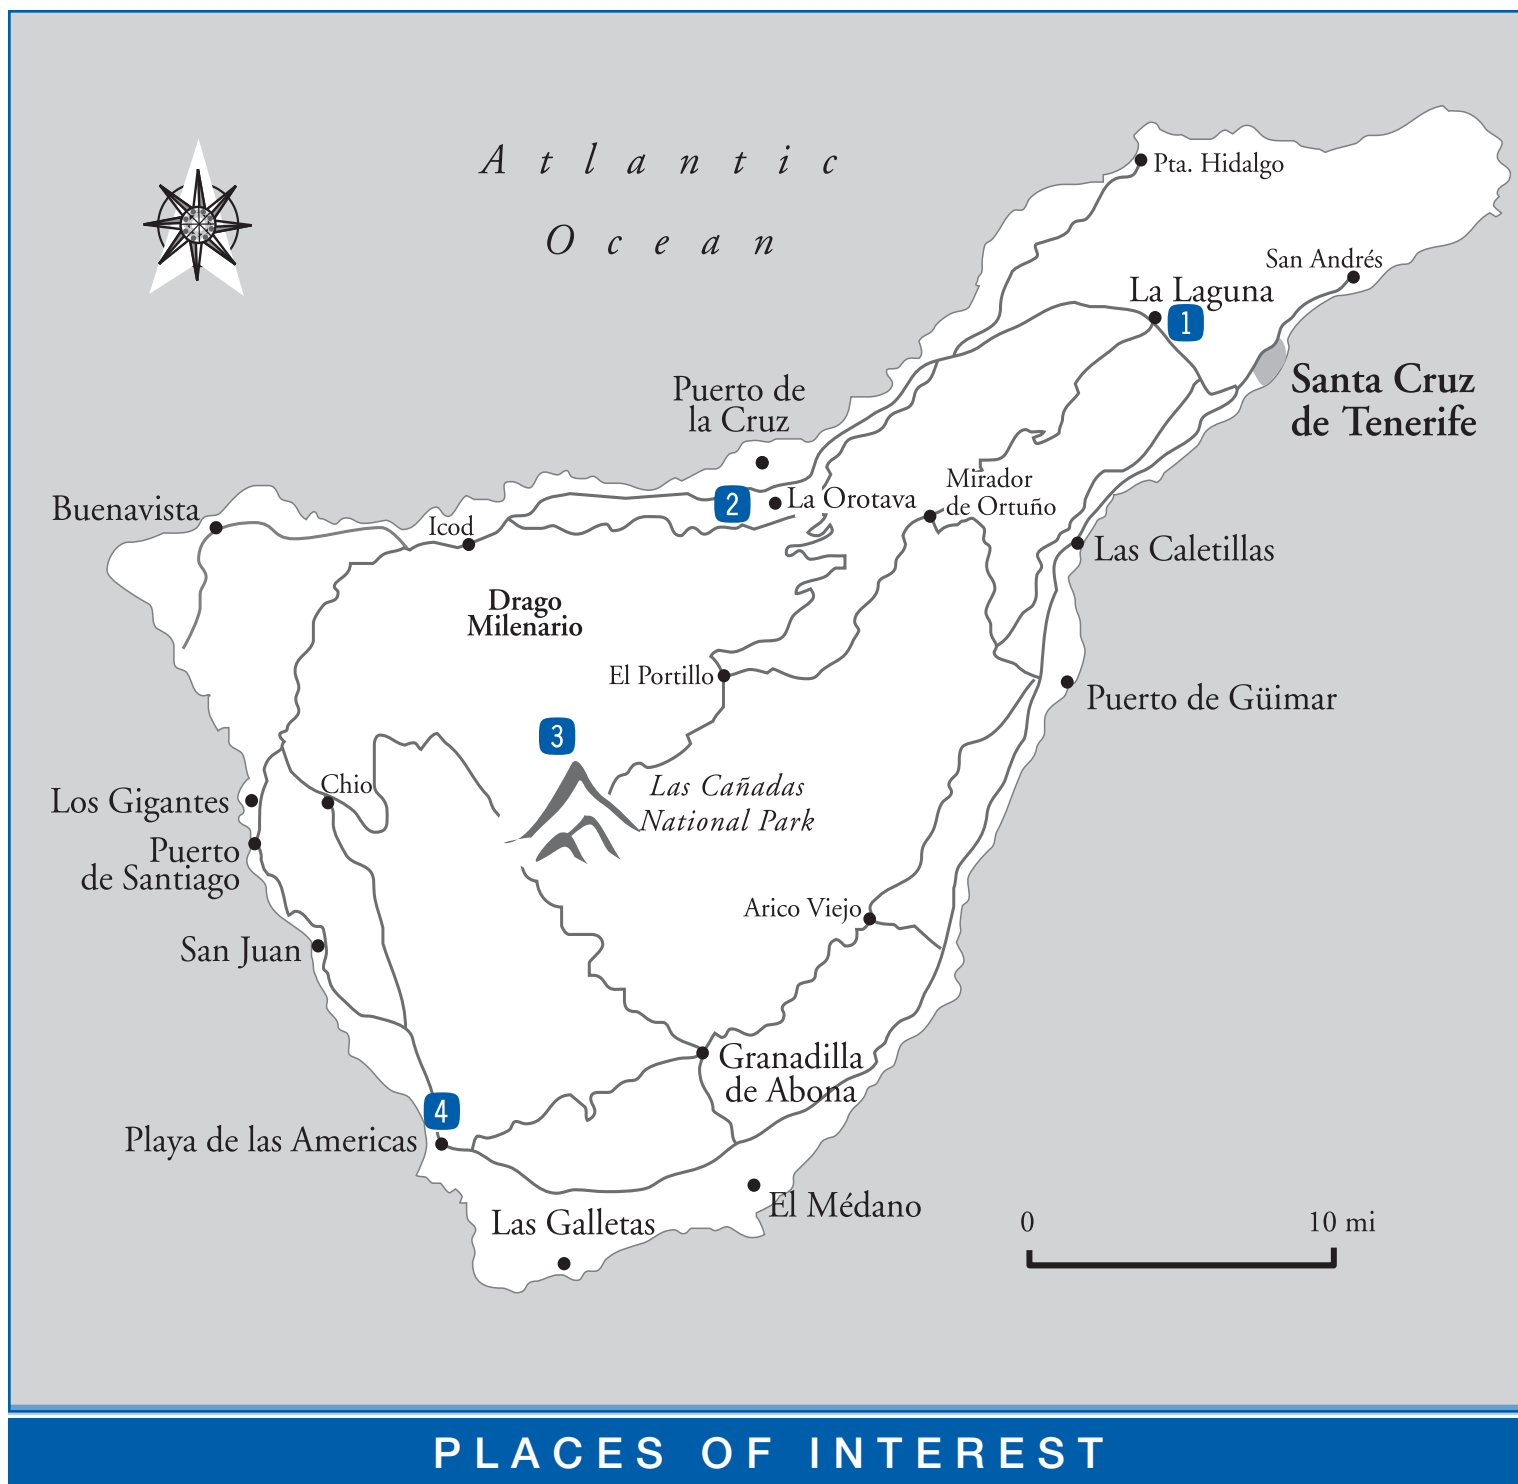 Atlantic
Ocean
Pta. Hidalgo
San Andrés
La Laguna
1
Santa Cruz
de Tenerife
Puerto de
la Cruz
2
La Orotava
Mirador
de Ortuño
Buenavista
Icod
Las Caletillas
Drago
Milenario
El Portillo
Puerto de Güimar
3
Las Cañadas
National Park
Chio
Los Gigantes
Puerto
de Santiago
Arico Viejo
San Juan
Granadilla
de Abona
4
Playa de las Americas
El Médano
Las Galletas
0 10 mi
PLACES OF INTEREST